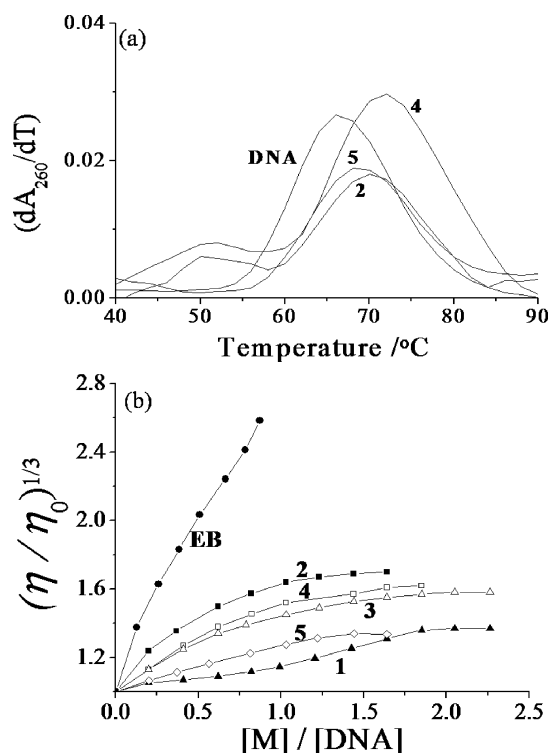 (a)
0.04
4
DNA
0.02
5
2
(dA260/dT)
0.00
40 50 60 70 80 90
Temperature /°C
(b)
2.8
2.4
EB
2.0
2
1.6
4
3
5
1.2
1
(η / η0)1/3
0.0 0.5 1.0 1.5 2.0 2.5
[M] / [DNA]